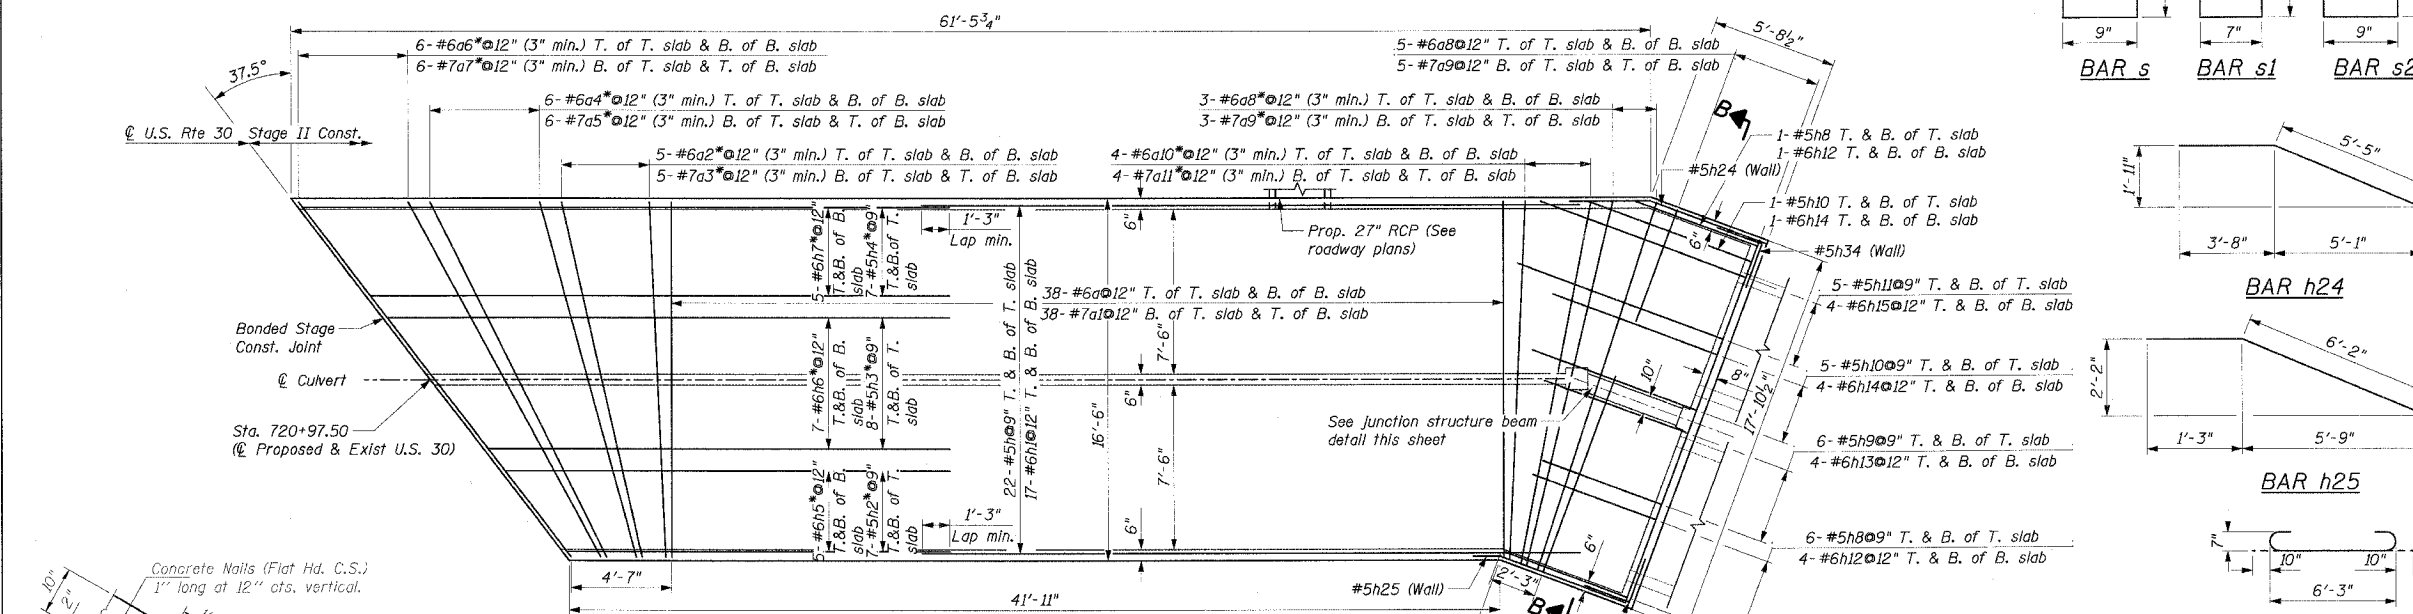 61'-5 3/4"
5'-8½"
9"
7"
9"
BAR s
BAR s1
BAR s2
6-#6a6*@12" (3" min.) T. of T. slab & B. of B. slab
6-#7a7*@12" (3" min.) B. of T. slab & T. of B. slab
5-#6a8@12" T. of T. slab & B. of B. slab
5-#7a9@12" B. of T. slab & T. of B. slab
37.5°
6-#6a4*@12" (3" min.) T. of T. slab & B. of B. slab
6-#7a5*@12" (3" min.) B. of T. slab & T. of B. slab
3-#6a8*@12" (3" min.) T. of T. slab & B. of B. slab
3-#7a9*@12" (3" min.) B. of T. slab & T. of B. slab
B
℄ U.S. Rte 30 Stage II Const.
5-#6a2*@12" (3" min.) T. of T. slab & B. of B. slab
5-#7a3*@12" (3" min.) B. of T. slab & T. of B. slab
4-#6a10*@12" (3" min.) T. of T. slab & B. of B. slab
4-#7a11*@12" (3" min.) B. of T. slab & T. of B. slab
1-#5h8 T. & B. of T. slab
1-#6h12 T. & B. of B. slab
#5h24 (Wall)
1-#5h10 T. & B. of T. slab
1-#6h14 T. & B. of B. slab
#5h34 (Wall)
5'-5"
1'-11"
3'-8"
5'-1"
BAR h24
5-#6h7*@12"
T.&B. of B.
slab
7-#5h4*@9"
T.&B. of T.
slab
1'-3"
Lap min.
6"
Prop. 27" RCP (See
roadway plans)
6"
22-#5h@9" T. & B. of T. slab
17-#6h1@12" T. & B. of B. slab
38-#6a@12" T. of T. slab & B. of B. slab
38-#7a1@12" B. of T. slab & T. of B. slab
5-#5h11@9" T. & B. of T. slab
4-#6h15@12" T. & B. of B. slab
Bonded Stage
Const. Joint
℄ Culvert
7-#6h6*@12"
T.&B. of B.
slab
8-#5h3*@9"
T.&B. of T.
slab
16'-6"
7'-6"
6"
7'-6"
10"
8"
17'-10½"
5-#5h10@9" T. & B. of T. slab
4-#6h14@12" T. & B. of B. slab
6'-2"
2'-2"
1'-3"
5'-9"
BAR h25
Sta. 720+97.50
(℄ Proposed & Exist U.S. 30)
See junction structure beam
detail this sheet
6-#5h9@9" T. & B. of T. slab
4-#6h13@12" T. & B. of B. slab
5-#6h5*@12"
T.&B. of B.
slab
7-#5h2*@9"
T.&B. of T.
slab
1'-3"
Lap min.
6"
6-#5h8@9" T. & B. of T. slab
4-#6h12@12" T. & B. of B. slab
7"
10"
10"
6'-3"
Concrete Nails (Flat Hd. C.S.)
1" long at 12" cts. vertical.
10"
2"
4'-7"
41'-11"
#5h25 (Wall)
2'-3"
6"
B